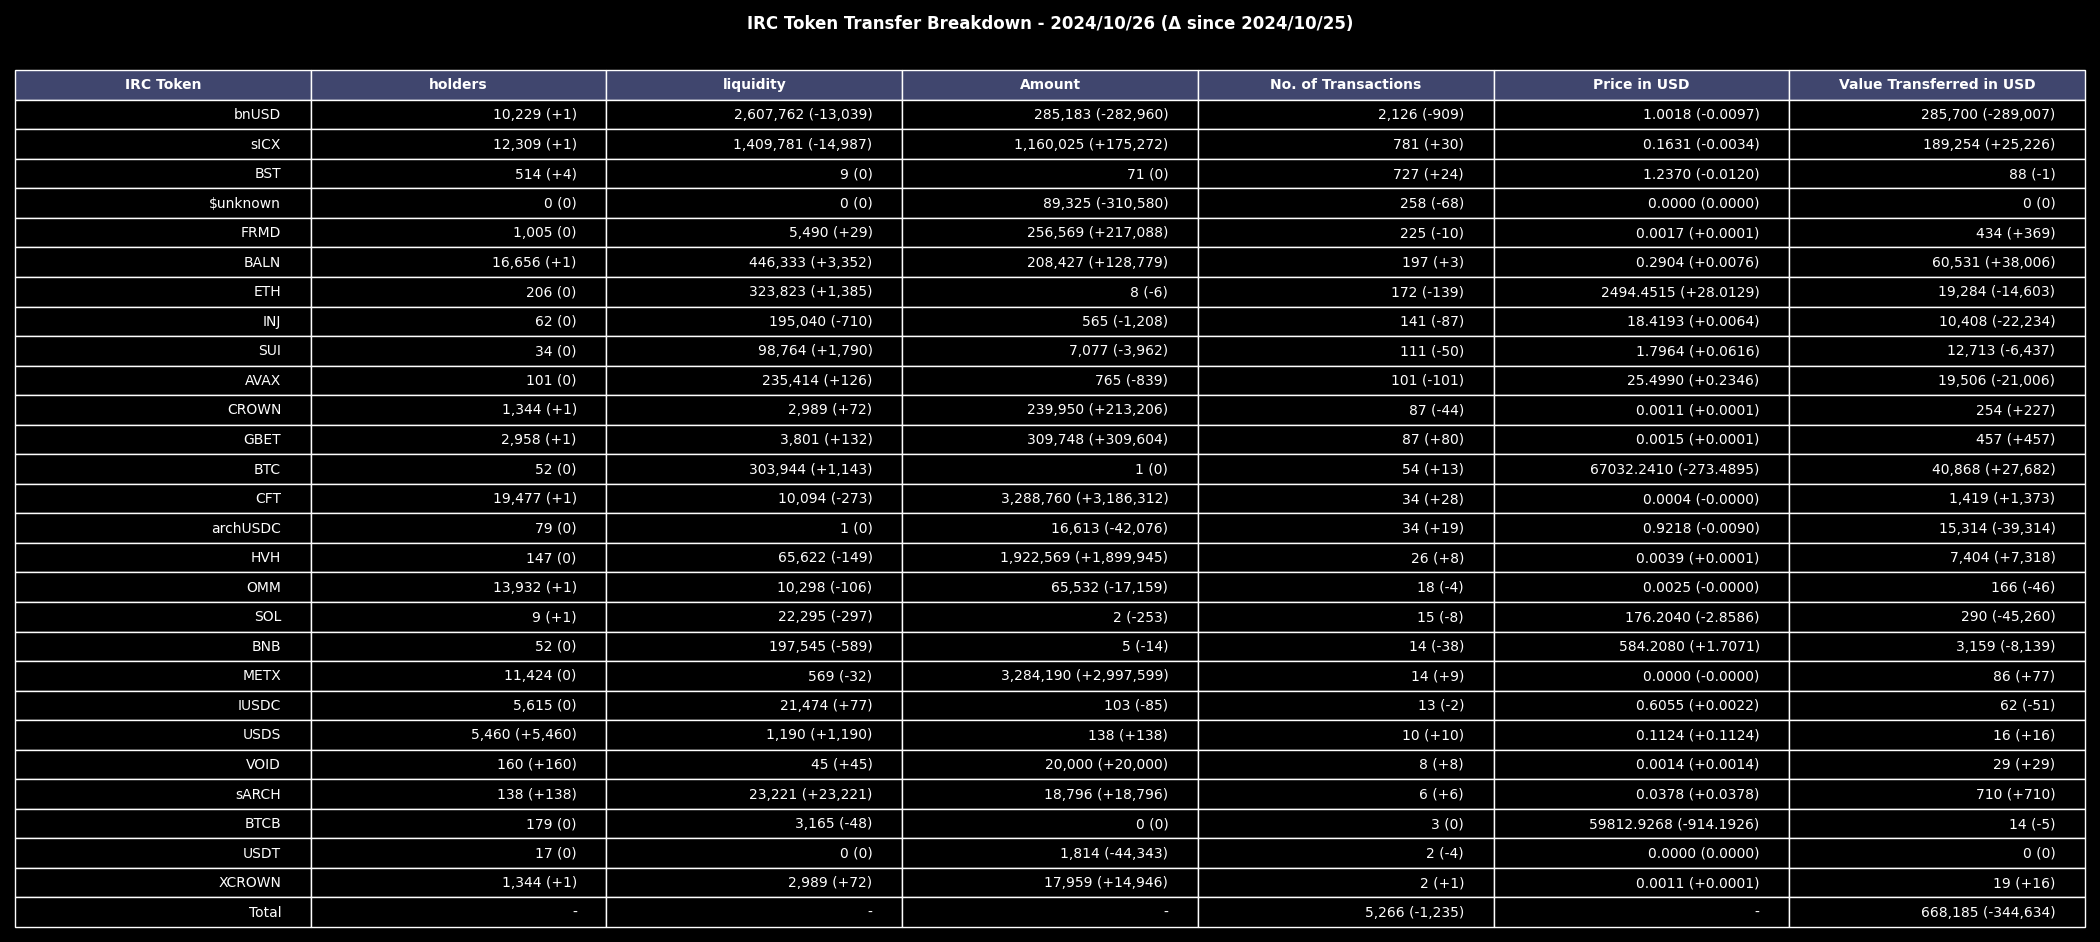 IRC Token Transfer Breakdown - 2024/10/26 (Δ since 2024/10/25)
IRC Token holders liquidity Amount No. of Transactions Price in USD Value Transferred in USD
bnUSD 10,229 (+1) 2,607,762 (-13,039) 285,183 (-282,960) 2,126 (-909) 1.0018 (-0.0097) 285,700 (-289,007)
sICX 12,309 (+1) 1,409,781 (-14,987) 1,160,025 (+175,272) 781 (+30) 0.1631 (-0.0034) 189,254 (+25,226)
BST 514 (+4) 9 (0) 71 (0) 727 (+24) 1.2370 (-0.0120) 88 (-1)
$unknown 0 (0) 0 (0) 89,325 (-310,580) 258 (-68) 0.0000 (0.0000) 0 (0)
FRMD 1,005 (0) 5,490 (+29) 256,569 (+217,088) 225 (-10) 0.0017 (+0.0001) 434 (+369)
BALN 16,656 (+1) 446,333 (+3,352) 208,427 (+128,779) 197 (+3) 0.2904 (+0.0076) 60,531 (+38,006)
ETH 206 (0) 323,823 (+1,385) 8 (-6) 172 (-139) 2494.4515 (+28.0129) 19,284 (-14,603)
INJ 62 (0) 195,040 (-710) 565 (-1,208) 141 (-87) 18.4193 (+0.0064) 10,408 (-22,234)
SUI 34 (0) 98,764 (+1,790) 7,077 (-3,962) 111 (-50) 1.7964 (+0.0616) 12,713 (-6,437)
AVAX 101 (0) 235,414 (+126) 765 (-839) 101 (-101) 25.4990 (+0.2346) 19,506 (-21,006)
CROWN 1,344 (+1) 2,989 (+72) 239,950 (+213,206) 87 (-44) 0.0011 (+0.0001) 254 (+227)
GBET 2,958 (+1) 3,801 (+132) 309,748 (+309,604) 87 (+80) 0.0015 (+0.0001) 457 (+457)
BTC 52 (0) 303,944 (+1,143) 1 (0) 54 (+13) 67032.2410 (-273.4895) 40,868 (+27,682)
CFT 19,477 (+1) 10,094 (-273) 3,288,760 (+3,186,312) 34 (+28) 0.0004 (-0.0000) 1,419 (+1,373)
archUSDC 79 (0) 1 (0) 16,613 (-42,076) 34 (+19) 0.9218 (-0.0090) 15,314 (-39,314)
HVH 147 (0) 65,622 (-149) 1,922,569 (+1,899,945) 26 (+8) 0.0039 (+0.0001) 7,404 (+7,318)
OMM 13,932 (+1) 10,298 (-106) 65,532 (-17,159) 18 (-4) 0.0025 (-0.0000) 166 (-46)
SOL 9 (+1) 22,295 (-297) 2 (-253) 15 (-8) 176.2040 (-2.8586) 290 (-45,260)
BNB 52 (0) 197,545 (-589) 5 (-14) 14 (-38) 584.2080 (+1.7071) 3,159 (-8,139)
METX 11,424 (0) 569 (-32) 3,284,190 (+2,997,599) 14 (+9) 0.0000 (-0.0000) 86 (+77)
IUSDC 5,615 (0) 21,474 (+77) 103 (-85) 13 (-2) 0.6055 (+0.0022) 62 (-51)
USDS 5,460 (+5,460) 1,190 (+1,190) 138 (+138) 10 (+10) 0.1124 (+0.1124) 16 (+16)
VOID 160 (+160) 45 (+45) 20,000 (+20,000) 8 (+8) 0.0014 (+0.0014) 29 (+29)
sARCH 138 (+138) 23,221 (+23,221) 18,796 (+18,796) 6 (+6) 0.0378 (+0.0378) 710 (+710)
BTCB 179 (0) 3,165 (-48) 0 (0) 3 (0) 59812.9268 (-914.1926) 14 (-5)
USDT 17 (0) 0 (0) 1,814 (-44,343) 2 (-4) 0.0000 (0.0000) 0 (0)
XCROWN 1,344 (+1) 2,989 (+72) 17,959 (+14,946) 2 (+1) 0.0011 (+0.0001) 19 (+16)
Total - - - 5,266 (-1,235) - 668,185 (-344,634)